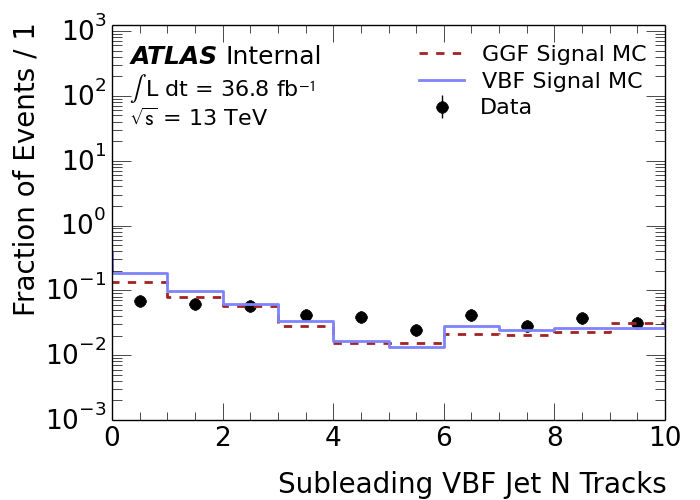 10³
ATLAS Internal
GGF Signal MC
VBF Signal MC
∫L dt = 36.8 fb⁻¹
√s = 13 TeV
Data
Fraction of Events / 1
10²
10¹
10⁰
10⁻¹
10⁻²
10⁻³
0 2 4 6 8 10
Subleading VBF Jet N Tracks